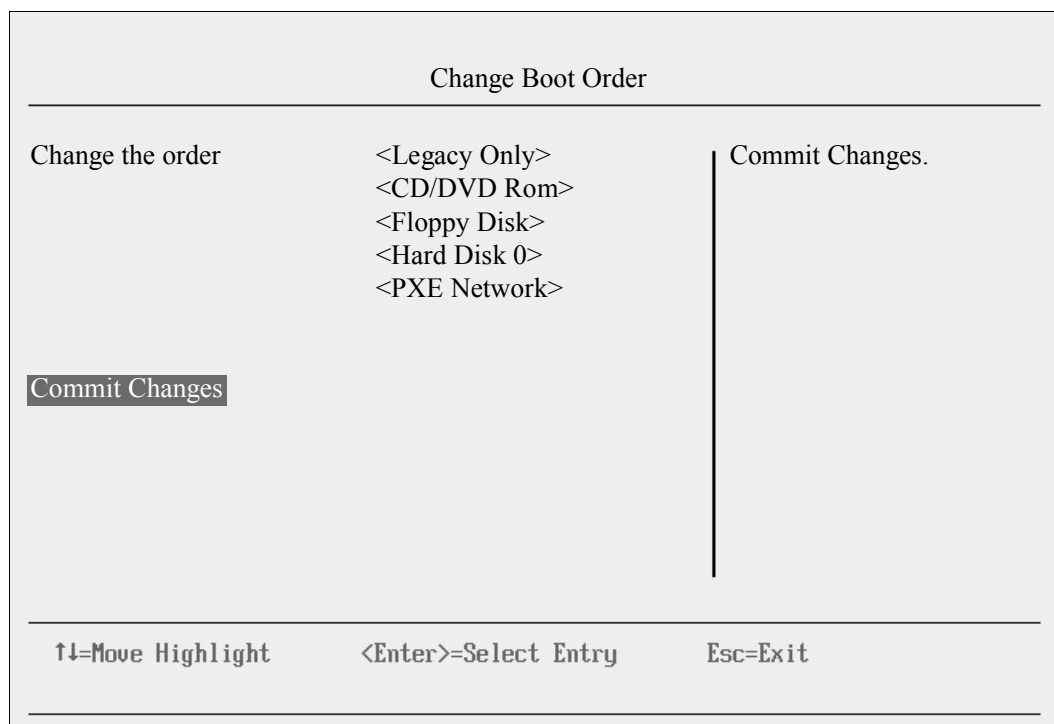 Change Boot Order
Change the order <Legacy Only> Commit Changes.
<CD/DVD Rom>
<Floppy Disk>
<Hard Disk 0>
<PXE Network>
Commit Changes
↑↓=Move Highlight <Enter>=Select Entry Esc=Exit